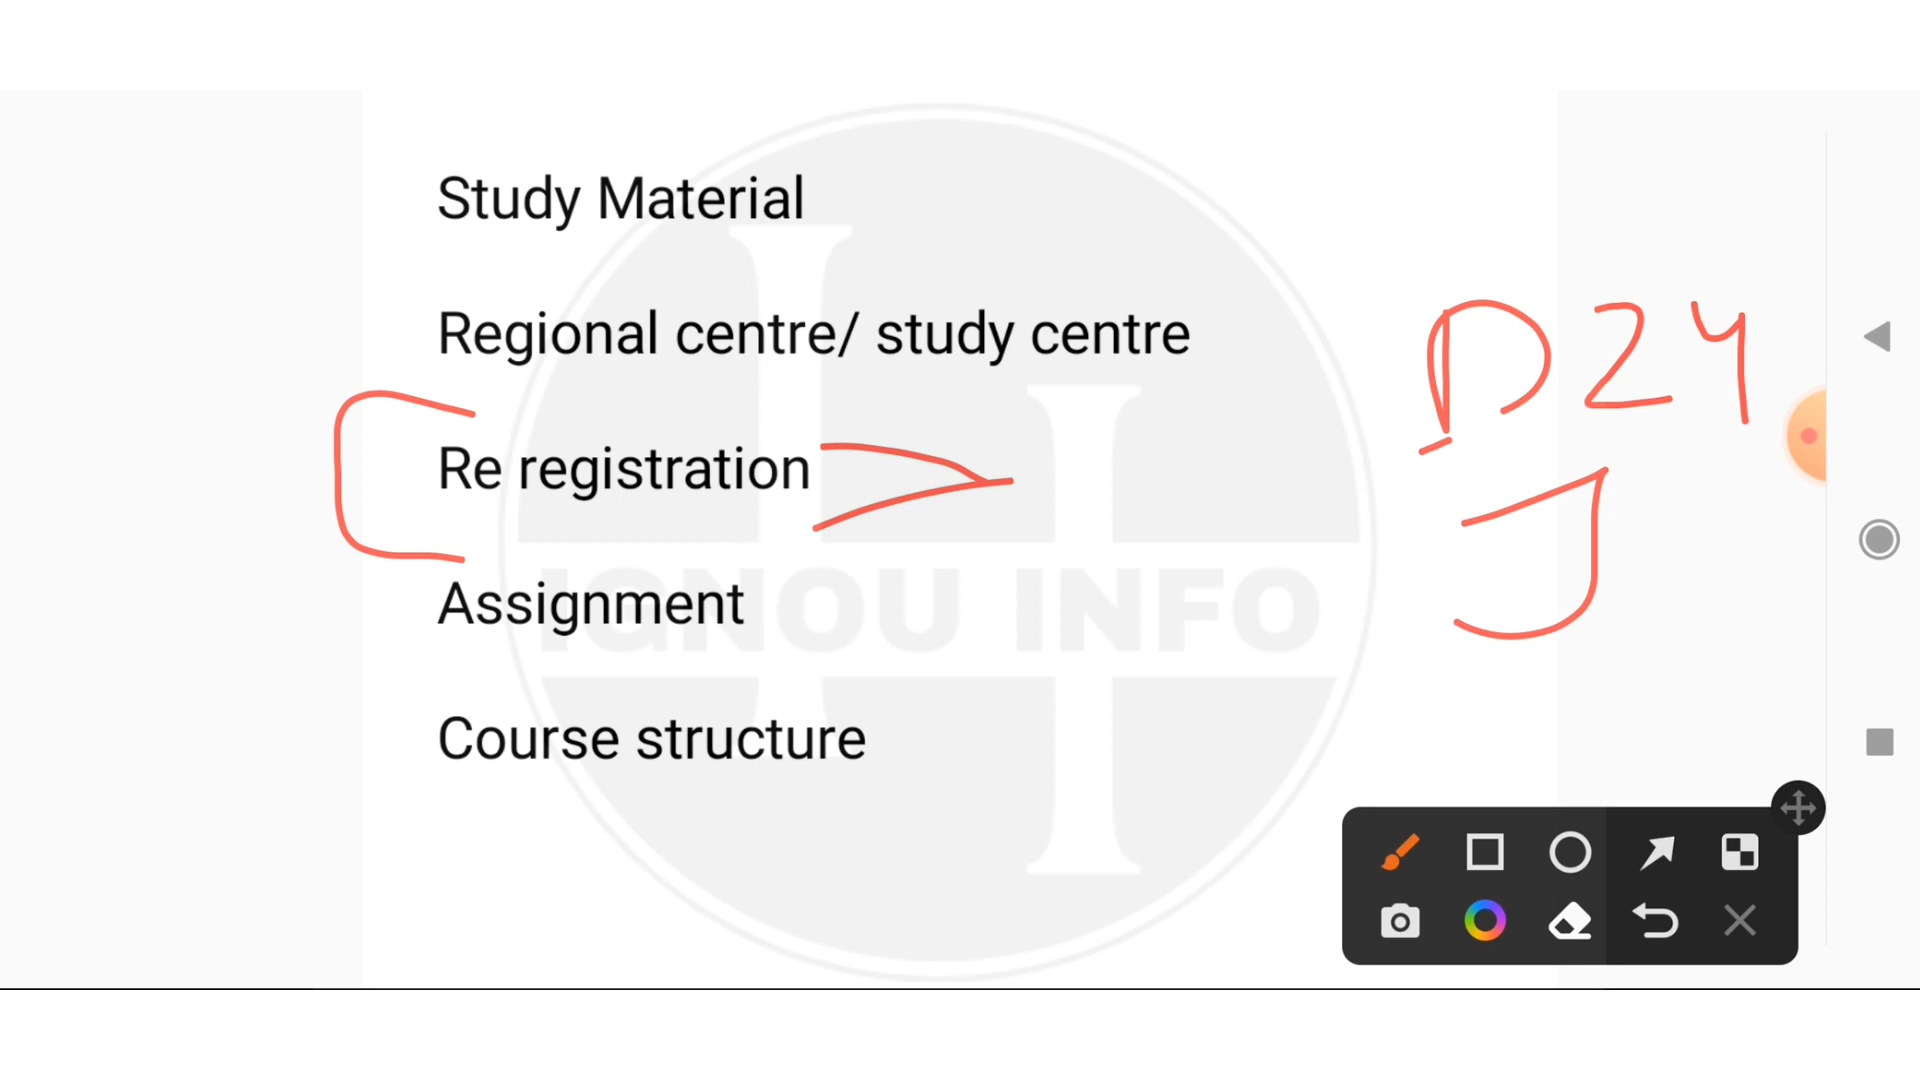 Study Material
Regional centre/ study centre
D24
Re registration
J
Assignment
IGNOU INFO
Course structure